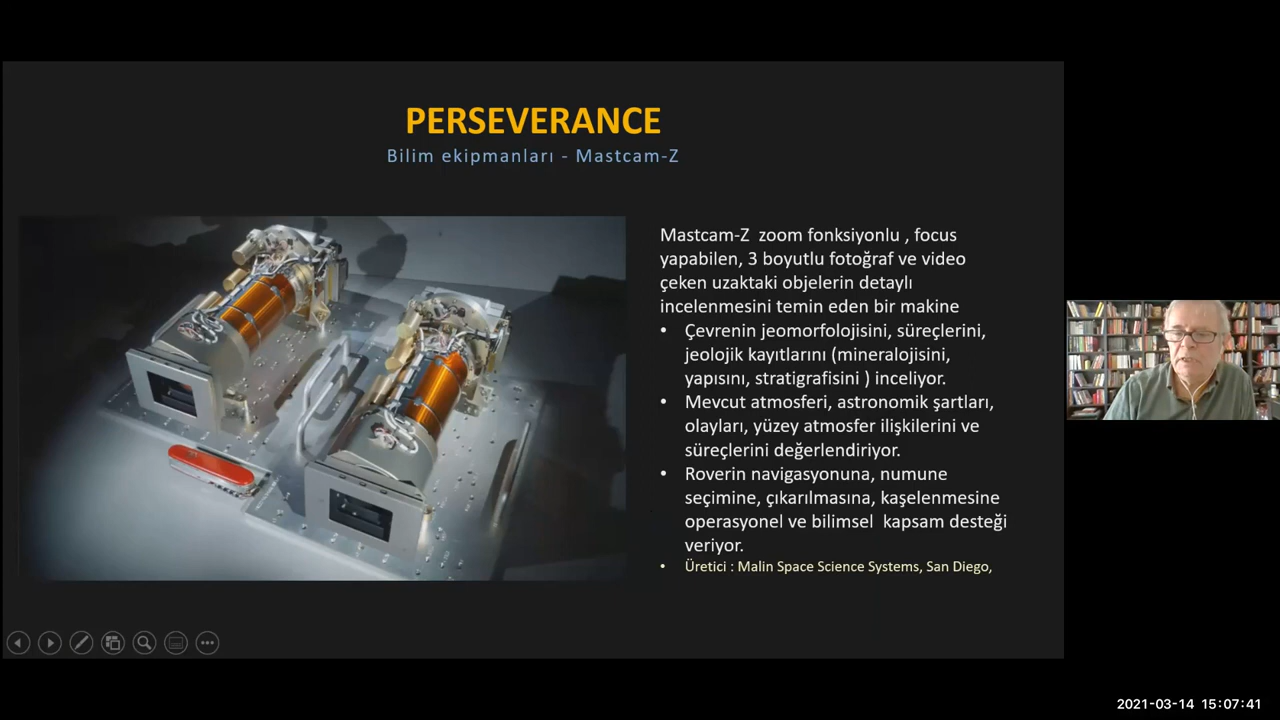 PERSEVERANCE
Bilim ekipmanları - Mastcam-Z
Mastcam-Z zoom fonksiyonlu , focus
yapabilen, 3 boyutlu fotoğraf ve video
çeken uzaktaki objelerin detaylı
incelenmesini temin eden bir makine
• Çevrenin jeomorfolojisini, süreçlerini,
jeolojik kayıtlarını (mineralojisini,
yapısını, stratigrafisini ) inceliyor.
• Mevcut atmosferi, astronomik şartları,
olayları, yüzey atmosfer ilişkilerini ve
süreçlerini değerlendiriyor.
• Roverin navigasyonuna, numune
seçimine, çıkarılmasına, kaşelenmesine
operasyonel ve bilimsel kapsam desteği
veriyor.
• Üretici : Malin Space Science Systems, San Diego,
2021-03-14 15:07:41